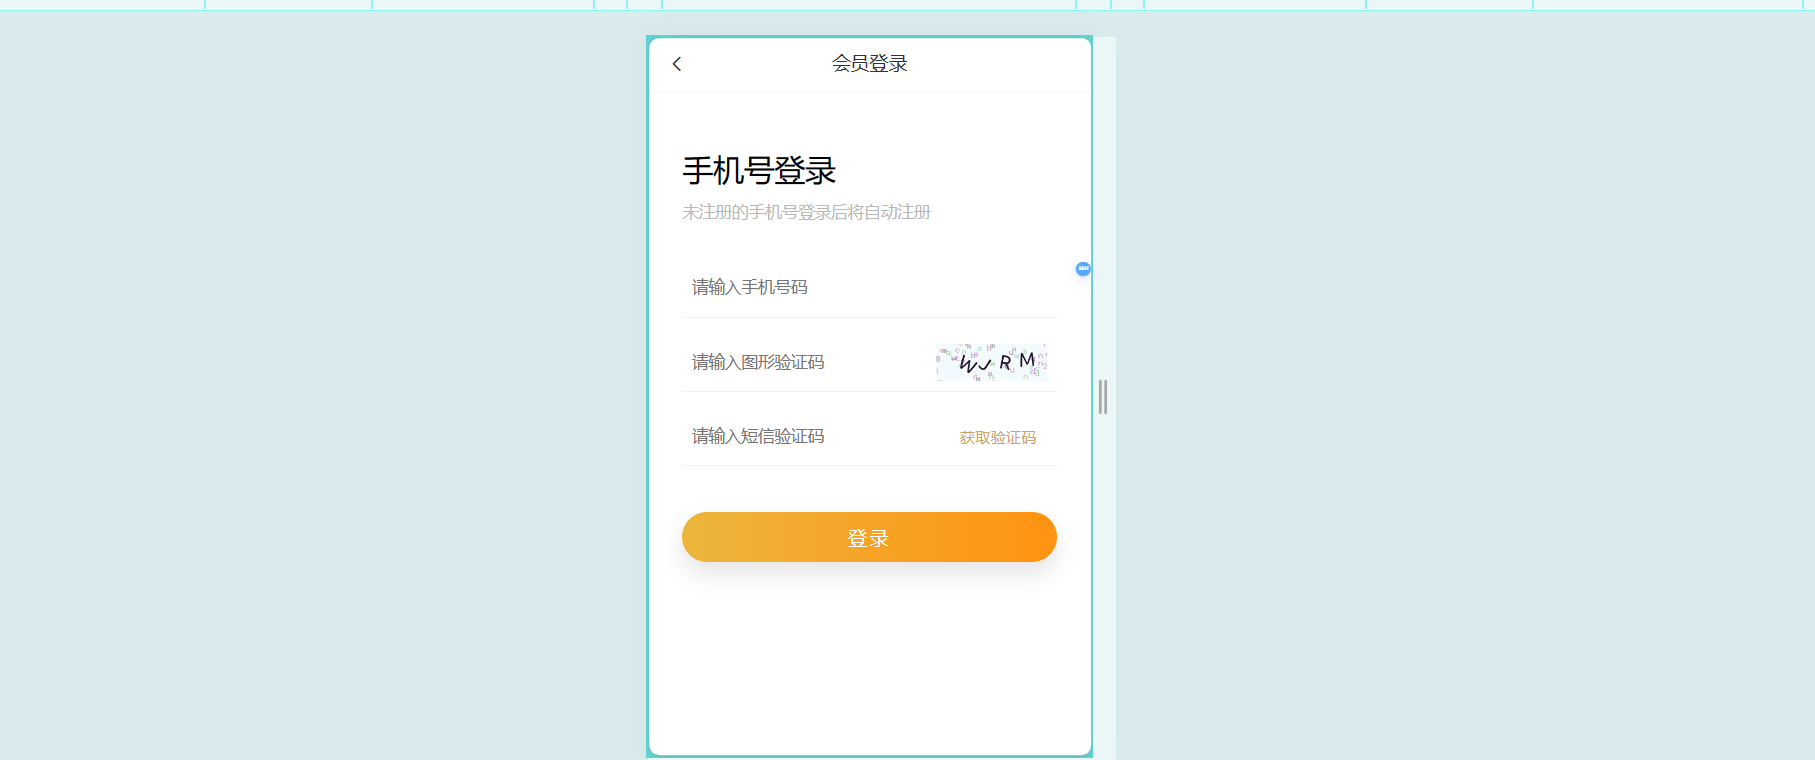 会员登录
手机号登录
未注册的手机号登录后将自动注册
请输入手机号码
请输入图形验证码
请输入短信验证码
获取验证码
登录